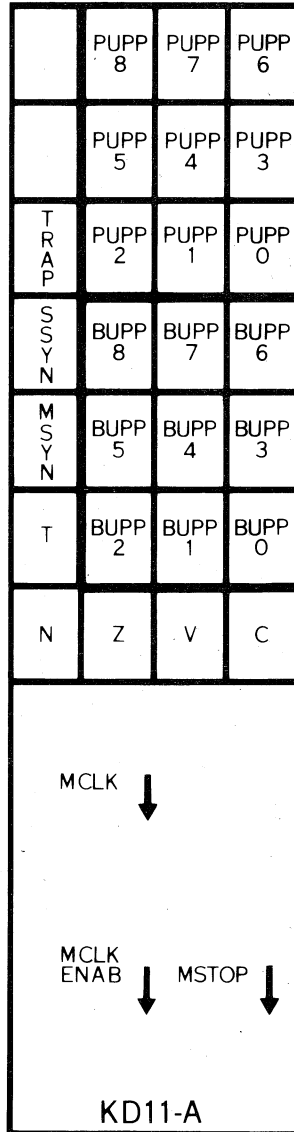 PUPP 8 PUPP 7 PUPP 6
PUPP 5 PUPP 4 PUPP 3
TRAP PUPP 2 PUPP 1 PUPP 0
SSYN BUPP 8 BUPP 7 BUPP 6
MSYN BUPP 5 BUPP 4 BUPP 3
T BUPP 2 BUPP 1 BUPP 0
N Z V C
MCLK
MCLK
ENAB MSTOP
KD11-A